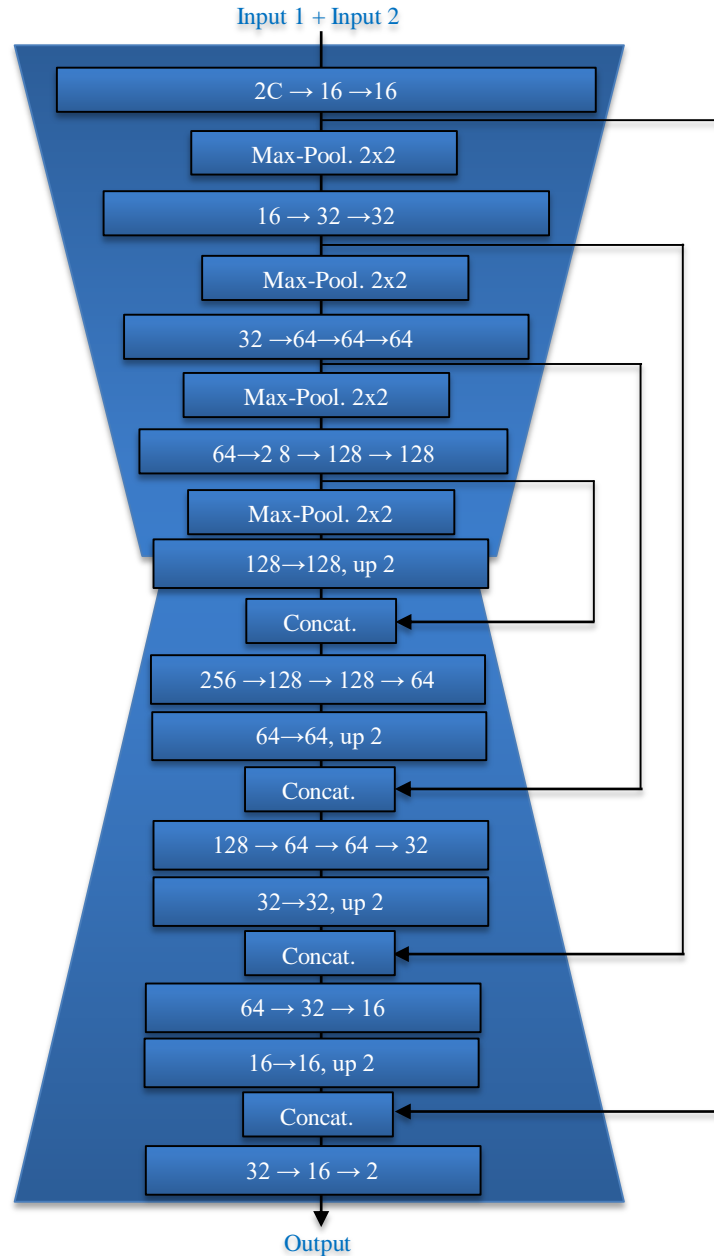 Input 1 + Input 2
2C → 16 →16
Max-Pool. 2x2
16 → 32 →32
Max-Pool. 2x2
32 →64→64→64
Max-Pool. 2x2
64→2 8 → 128 → 128
Max-Pool. 2x2
128→128, up 2
Concat.
256 →128 → 128 → 64
64→64, up 2
Concat.
128 → 64 → 64 → 32
32→32, up 2
Concat.
64 → 32 → 16
16→16, up 2
Concat.
32 → 16 → 2
Output